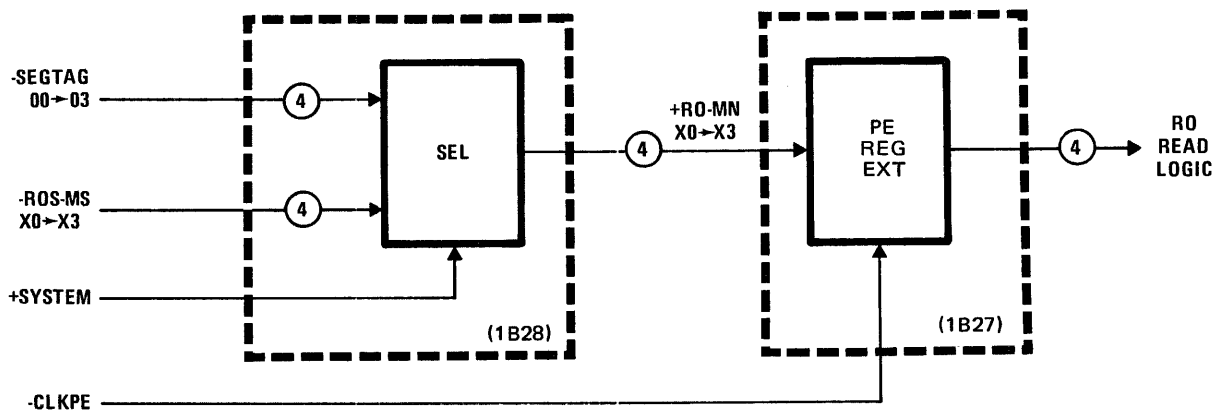 -SEGTAG
00→03
4
SEL
-ROS-MS
X0→X3
4
+SYSTEM
(1B28)
4
+RO-MN
X0→X3
PE
REG
EXT
(1B27)
4
RO
READ
LOGIC
-CLKPE